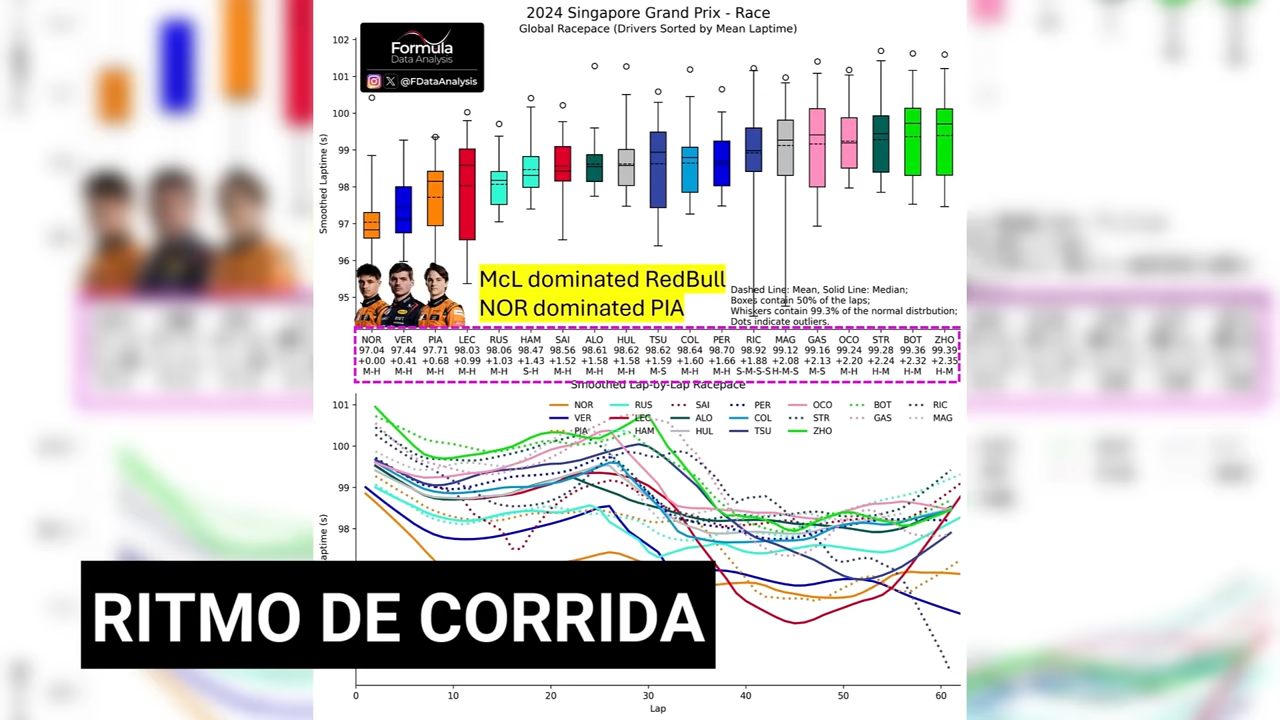 2024 Singapore Grand Prix - Race
Global Racepace (Drivers Sorted by Mean Laptime)
Formula
Data Analysis
@FDataAnalysis
Smoothed Laptime (s)
102
101
100
99
98
97
96
95
McL dominated RedBull
NOR dominated PIA
Dashed Line: Mean, Solid Line: Median;
Boxes contain 50% of the laps;
Whiskers contain 99.3% of the normal distrbution;
Dots indicate outliers.
NOR VER PIA LEC RUS HAM SAI ALO HUL TSU COL PER RIC MAG GAS OCO STR BOT ZHO
97.04 97.44 97.71 98.03 98.06 98.47 98.56 98.61 98.62 98.62 98.64 98.70 98.92 99.12 99.16 99.24 99.28 99.36 99.39
+0.00 +0.41 +0.68 +0.99 +1.03 +1.43 +1.52 +1.58 +1.58 +1.59 +1.60 +1.66 +1.88 +2.08 +2.13 +2.20 +2.24 +2.32 +2.35
M-H M-H M-H M-H M-H S-H M-H M-H M-H M-S M-H M-H S-M-S-S H-M-S M-S M-H H-M H-M H-M
Smoothed Lap-by-Lap Racepace
NOR RUS SAI PER OCO BOT RIC
VER LEC ALO COL STR GAS MAG
PIA HAM HUL TSU ZHO
101
100
99
98
aptime (s)
RITMO DE CORRIDA
0 10 20 30 40 50 60
Lap